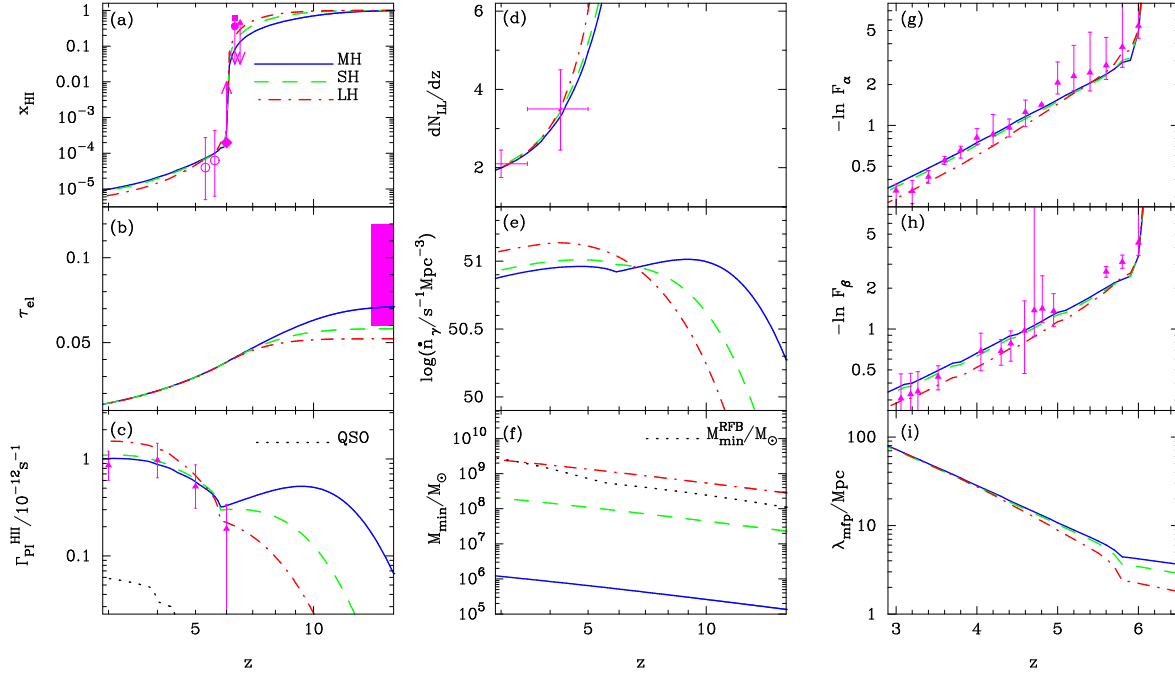 (a)
1
0.1
0.01
10⁻³
10⁻⁴
10⁻⁵
x_HI
MH
SH
LH
(b)
0.1
0.05
τ_el
(c)
QSO
1
0.1
Γ_PI^HII/10⁻¹²s⁻¹
5
10
z
(d)
6
4
2
dN_LL/dz
(e)
51
50.5
50
log(ṅ_γ/s⁻¹Mpc⁻³)
(f)
M_min^RFB/M_⊙
10¹⁰
10⁹
10⁸
10⁷
10⁶
10⁵
M_min/M_⊙
5
10
z
(g)
5
1
0.5
−ln F_α
(h)
5
1
0.5
−ln F_β
(i)
100
10
1
λ_mfp/Mpc
3
4
5
6
z